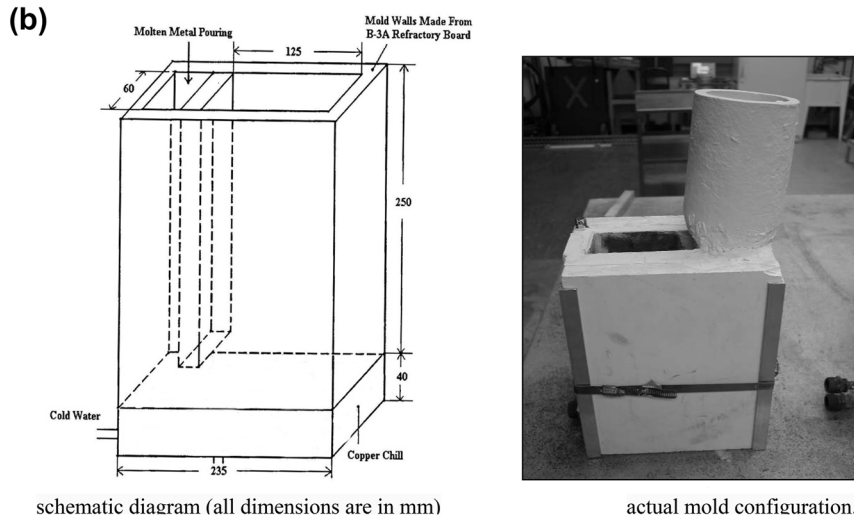 (b)
Molten Metal Pouring
Mold Walls Made From
B-3A Refractory Board
125
60
250
40
Cold Water
Copper Chill
235
schematic diagram (all dimensions are in mm)
actual mold configuration.